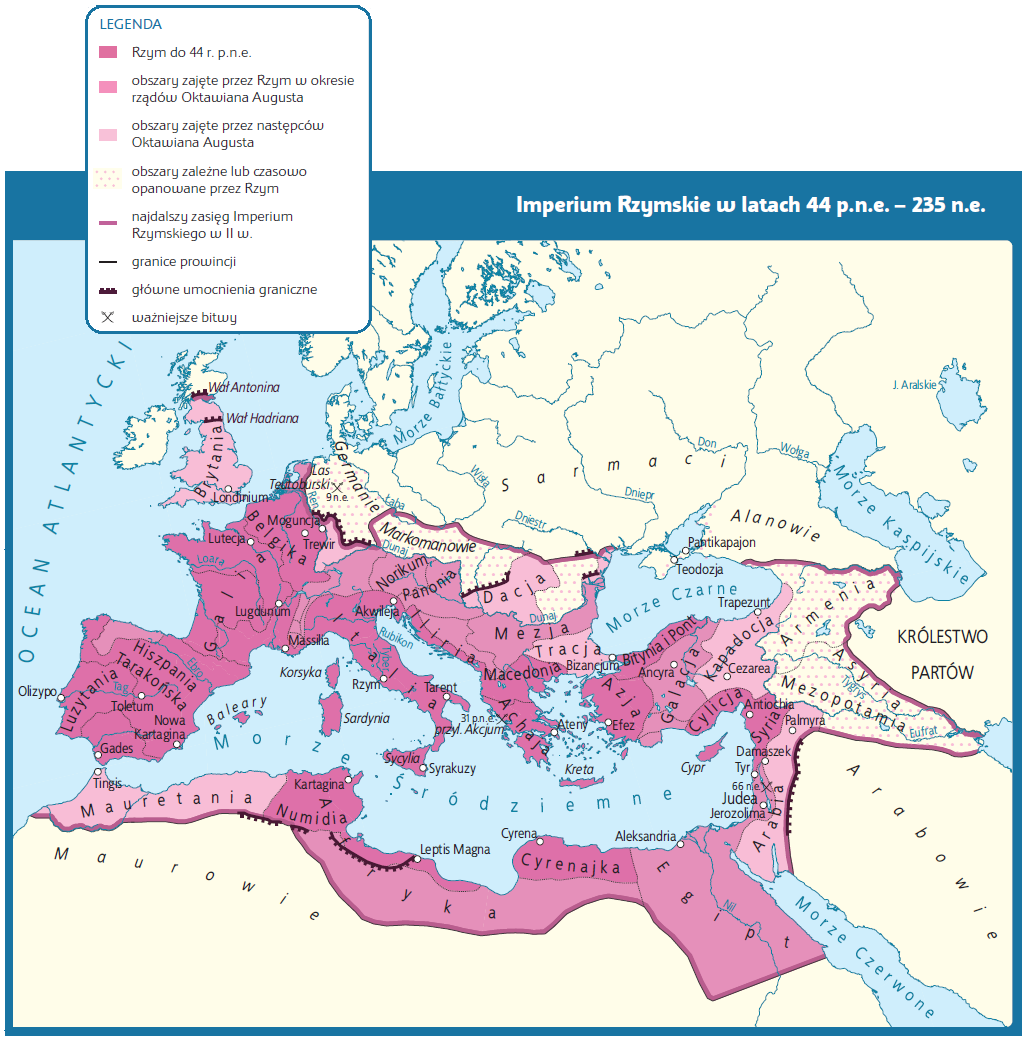 LEGENDA
Rzym do 44 r. p.n.e.
obszary zajęte przez Rzym w okresie
rządów Oktawiana Augusta
obszary zajęte przez następców
Oktawiana Augusta
obszary zależne lub czasowo
opanowane przez Rzym
najdalszy zasięg Imperium
Rzymskiego w II w.
granice prowincji
główne umocnienia graniczne
ważniejsze bitwy
Imperium Rzymskie w latach 44 p.n.e. – 235 n.e.
OCEAN ATLANTYCKI
Wał Antonina
Wał Hadriana
Brytania
Londinium
Morze Bałtyckie
J. Aralskie
Germanie
Las
Teutoburski
9 n.e.
Ren
Łaba
Wisła
Sarmaci
Don
Wołga
Dniepr
Dniestr
Morze Kaspijskie
Alanowie
Moguncja
Belgika
Lutecja
Trewir
Markomanowie
Dunaj
Pantikapajon
Teodozja
Loara
Galia
Norikum
Panonia
Dacja
Morze Czarne
Trapezunt
Armenia
Lugdunum
Akwileja
Iliria
Dunaj
Mezja
KRÓLESTWO
PARTÓW
Massilia
Italia
Rubikon
Tyber
Tracja
Bizancjum
Bitynia i Pont
Kapadocja
Asyria
Hiszpania
Tarakońska
Ebro
Korsyka
Macedonia
Ancyra
Galacja
Cezarea
Mezopotamia
Tygrys
Eufrat
Olizypo
Luzytania
Tag
Toletum
Rzym
Tarent
Azja
Cylicja
Antiochia
Nowa
Kartagina
Baleary
Sardynia
31 p.n.e.
przyl. Akcjum
Achaja
Ateny
Efez
Syria
Palmyra
Gades
Morze Śródziemne
Sycylia
Syrakuzy
Kreta
Cypr
Damaszek
Tyr
66 n.e.
Judea
Jerozolima
Tingis
Mauretania
Kartagina
Numidia
Afryka
Leptis Magna
Cyrena
Cyrenajka
Aleksandria
Arabia
Arabowie
Maurowie
Egipt
Nil
Morze Czerwone